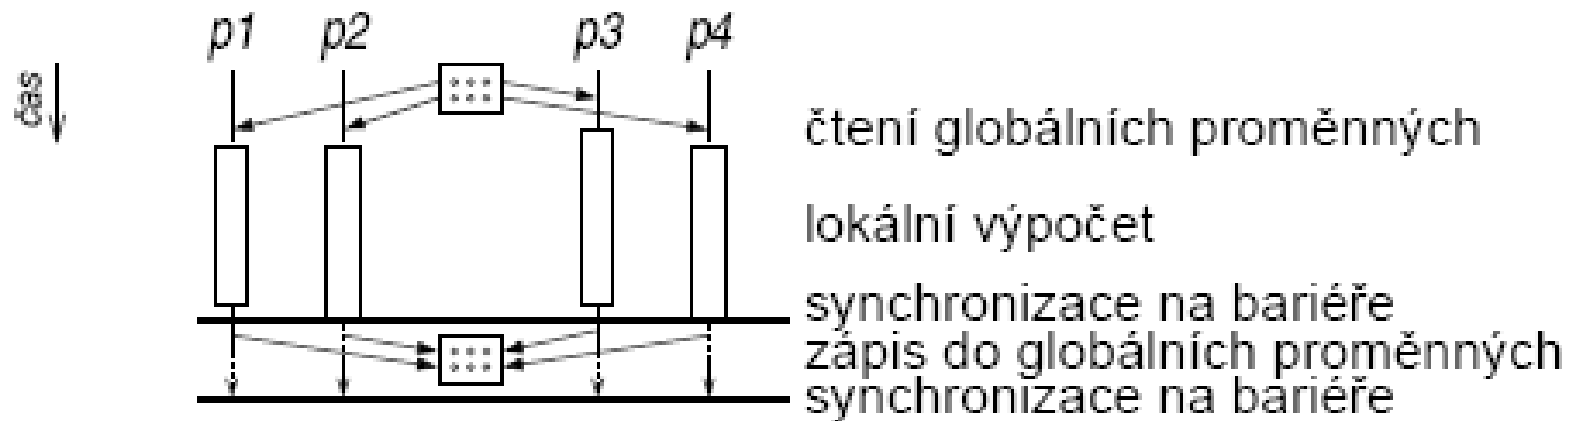 p1 p2 p3 p4
čas
čtení globálních proměnných
lokální výpočet
synchronizace na bariéře
zápis do globálních proměnných
synchronizace na bariéře